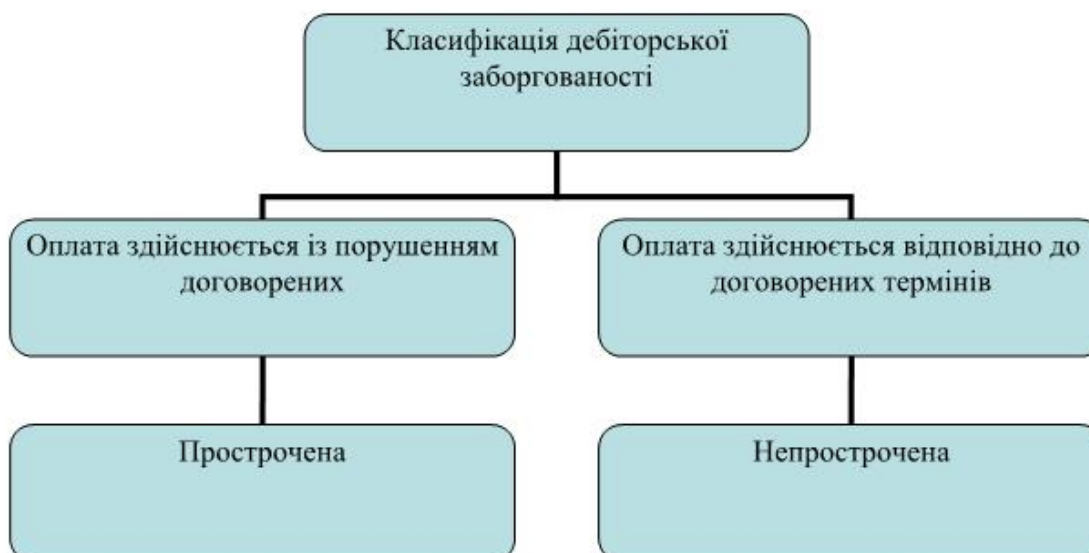 Класифікація дебіторської
заборгованості
Оплата здійснюється із порушенням
договорених
Оплата здійснюється відповідно до
договорених термінів
Прострочена
Непрострочена